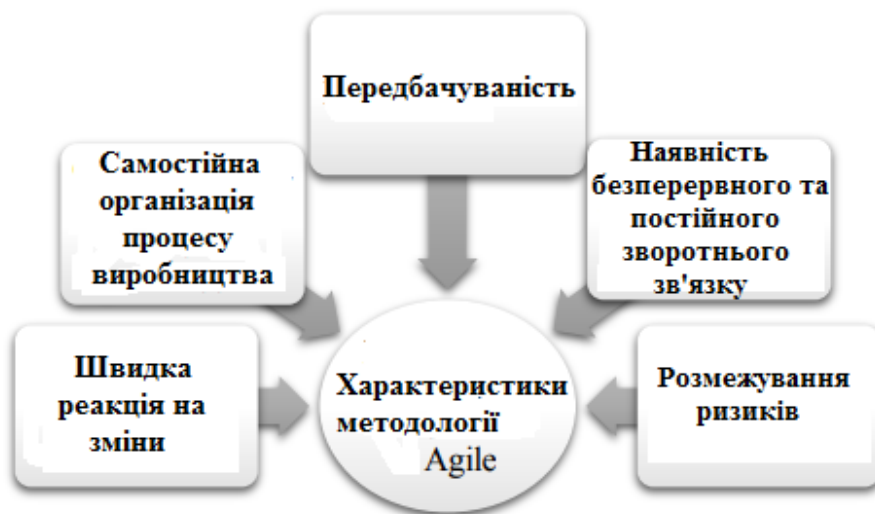 Передбачуваність
Самостійна
організація
процесу
виробництва
Наявність
безперервного та
постійного
зворотнього
зв'язку
Швидка
реакція на
зміни
Характеристики
методології
Agile
Розмежування
ризиків